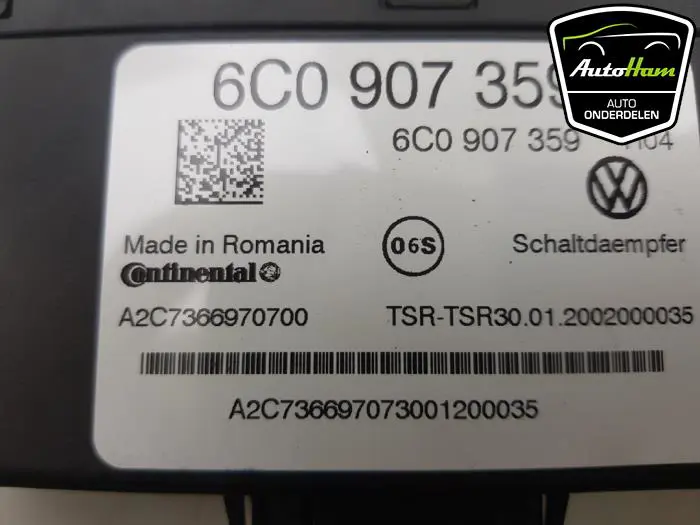 AutoHam
AUTO
ONDERDELEN
6C0 907 359
6C0 907 359 H04
Made in Romania
06S
Schaltdaempfer
Continental
A2C7366970700
TSR-TSR30.01.2002000035
A2C736697073001200035